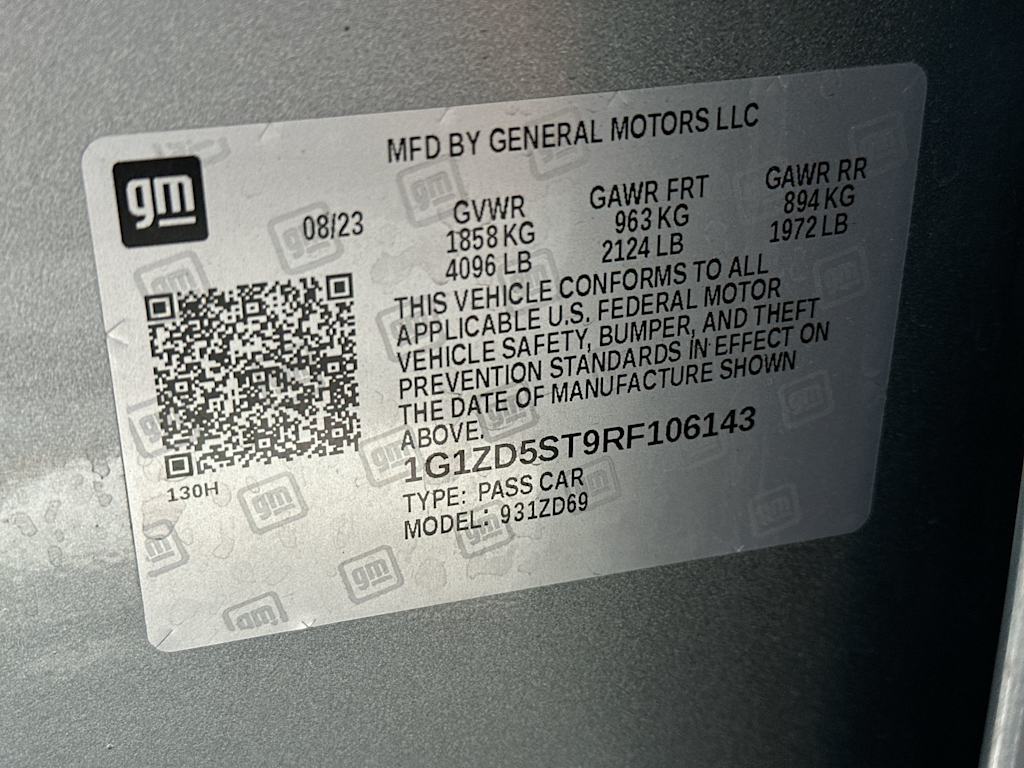 MFD BY GENERAL MOTORS LLC
gm
08/23
GVWR
1858 KG
4096 LB
GAWR FRT
963 KG
2124 LB
GAWR RR
894 KG
1972 LB
THIS VEHICLE CONFORMS TO ALL
APPLICABLE U.S. FEDERAL MOTOR
VEHICLE SAFETY, BUMPER, AND THEFT
PREVENTION STANDARDS IN EFFECT ON
THE DATE OF MANUFACTURE SHOWN
ABOVE.
1G1ZD5ST9RF106143
TYPE: PASS CAR
MODEL: 931ZD69
130H